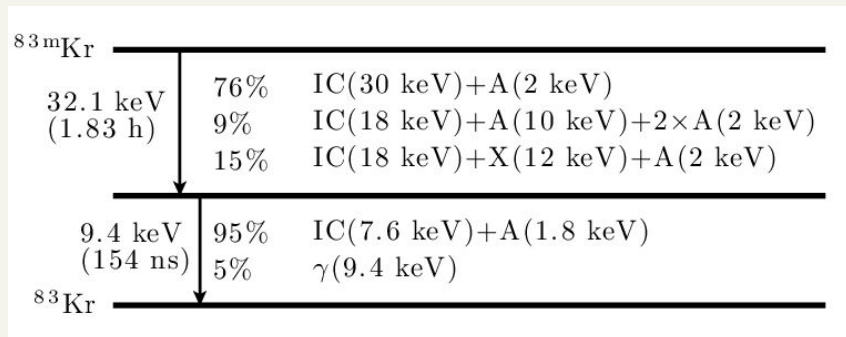 83mKr
32.1 keV
(1.83 h)
76% IC(30 keV)+A(2 keV)
9% IC(18 keV)+A(10 keV)+2×A(2 keV)
15% IC(18 keV)+X(12 keV)+A(2 keV)
9.4 keV
(154 ns)
95% IC(7.6 keV)+A(1.8 keV)
5% γ(9.4 keV)
83Kr